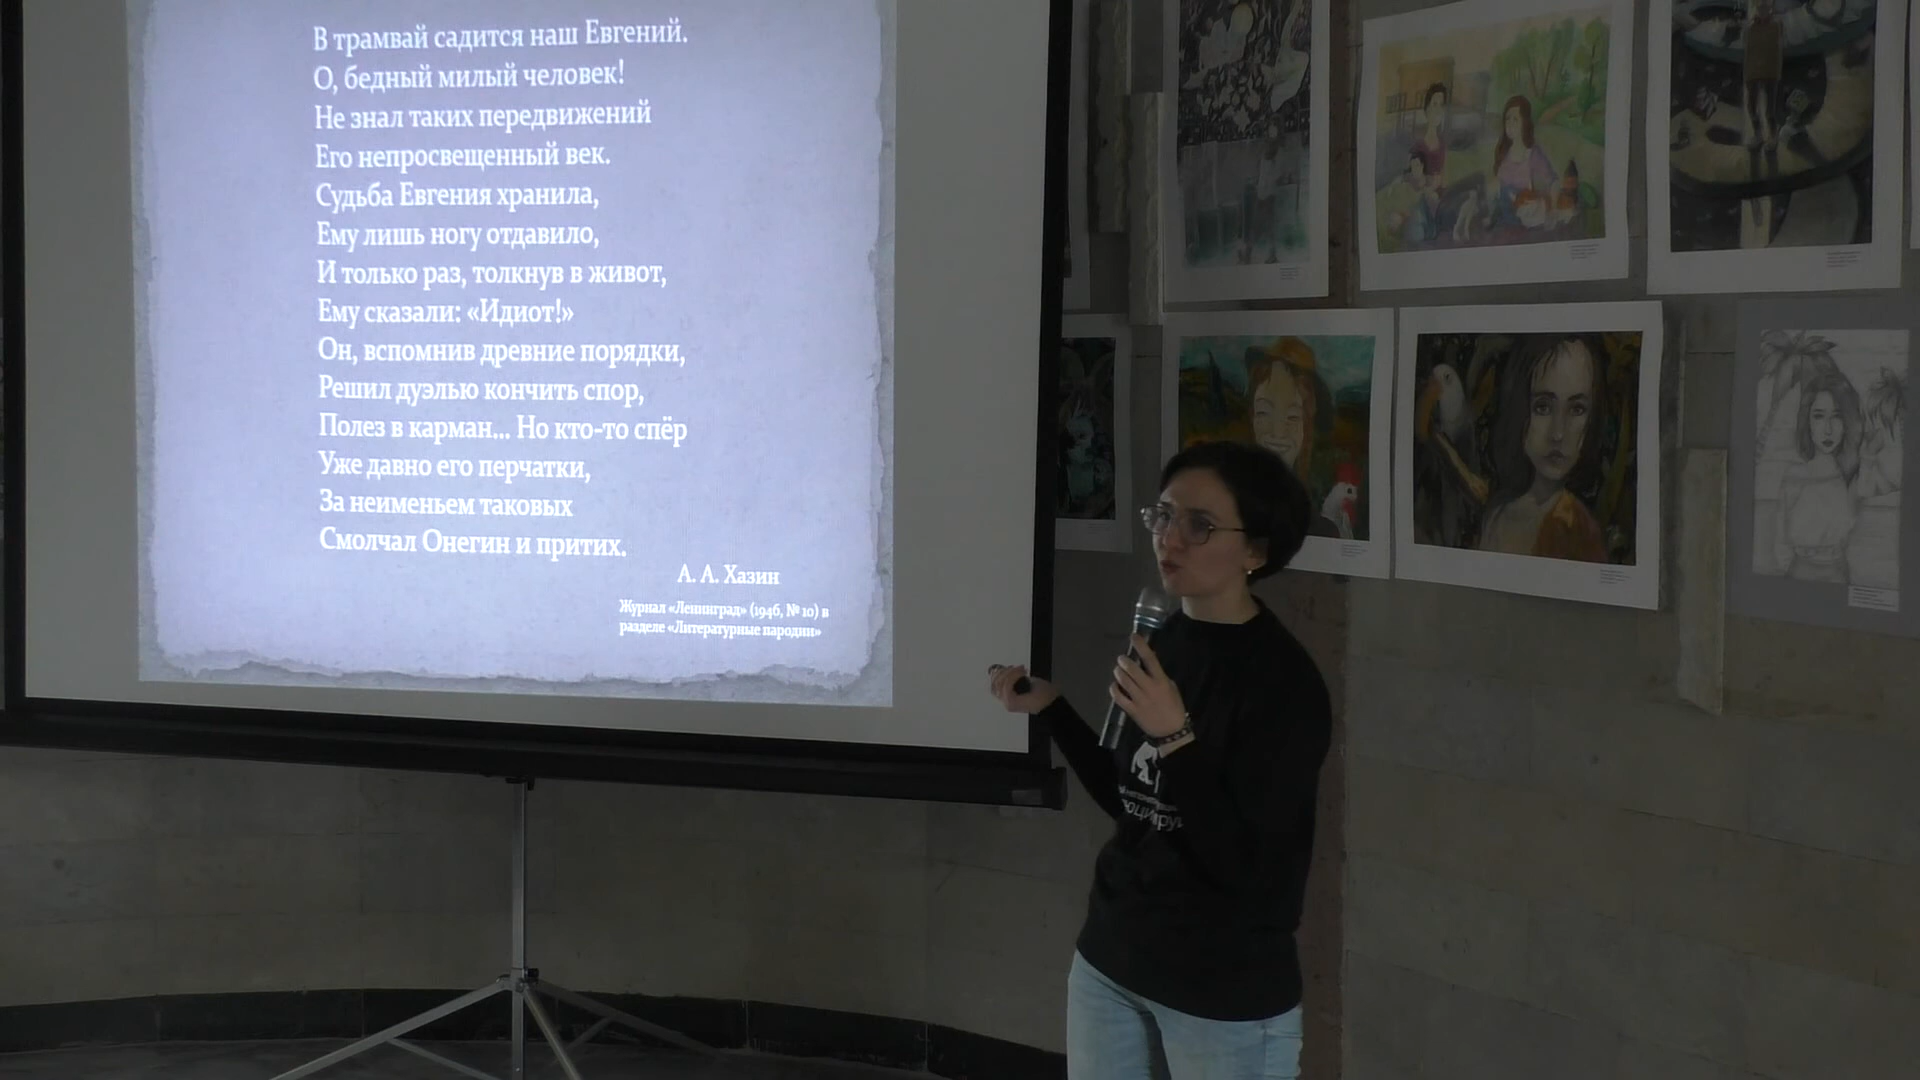 В трамвай садится наш Евгений.
О, бедный милый человек!
Не знал таких передвижений
Его непросвещенный век.
Судьба Евгения хранила,
Ему лишь ногу отдавило,
И только раз, толкнув в живот,
Ему сказали: «Идиот!»
Он, вспомнив древние порядки,
Решил дуэлью кончить спор,
Полез в карман... Но кто-то спёр
Уже давно его перчатки,
За неименьем таковых
Смолчал Онегин и притих.
А. А. Хазин
Журнал «Ленинград» (1946, № 10) в
разделе «Литературные пародии»